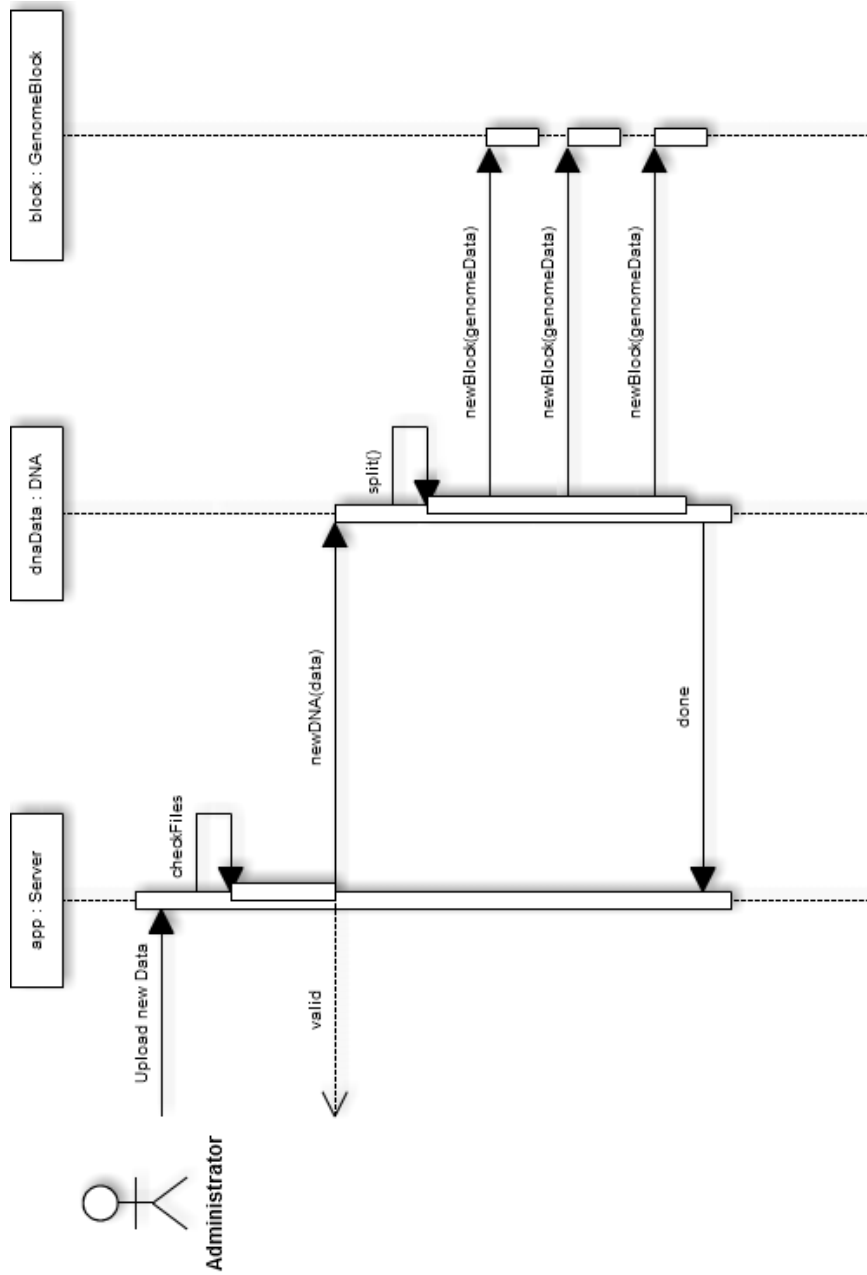 Administrator
app : Server
dnaData : DNA
block : GenomeBlock
Upload new Data
checkFiles
valid
newDNA(data)
split()
newBlock(genomeData)
newBlock(genomeData)
newBlock(genomeData)
done